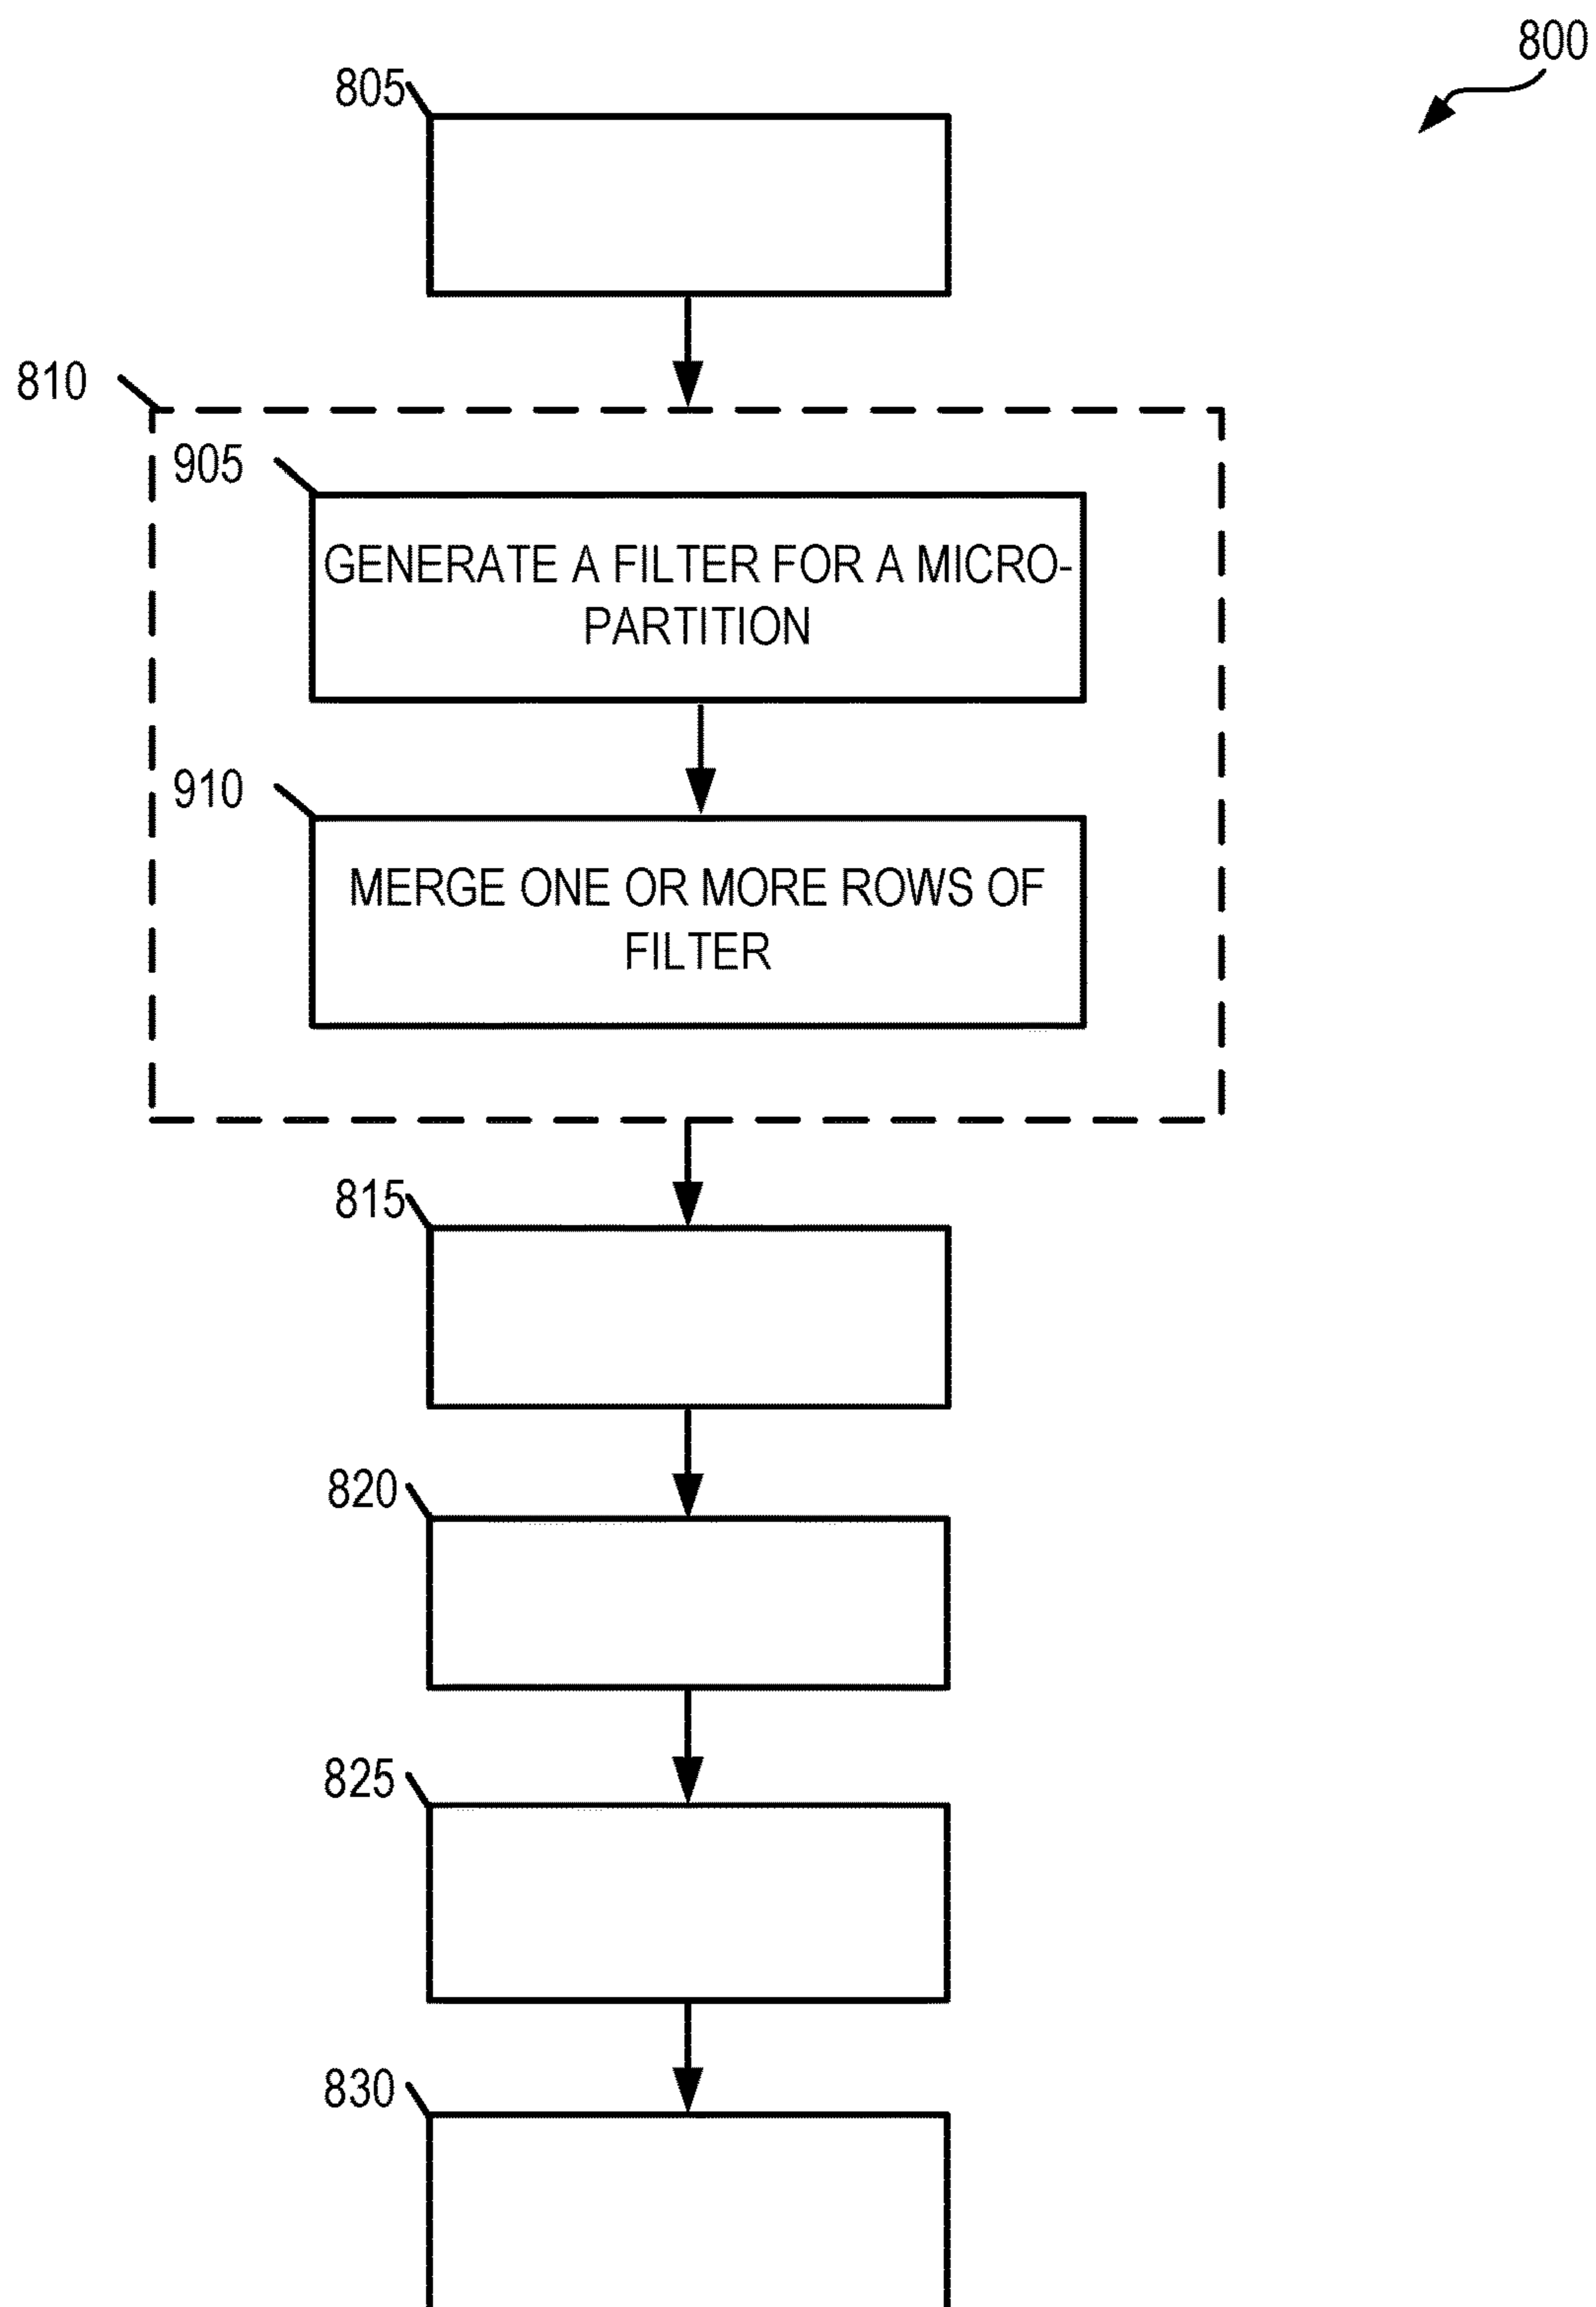 800
805
810
905
GENERATE A FILTER FOR A MICRO-
PARTITION
910
MERGE ONE OR MORE ROWS OF
FILTER
815
820
825
830